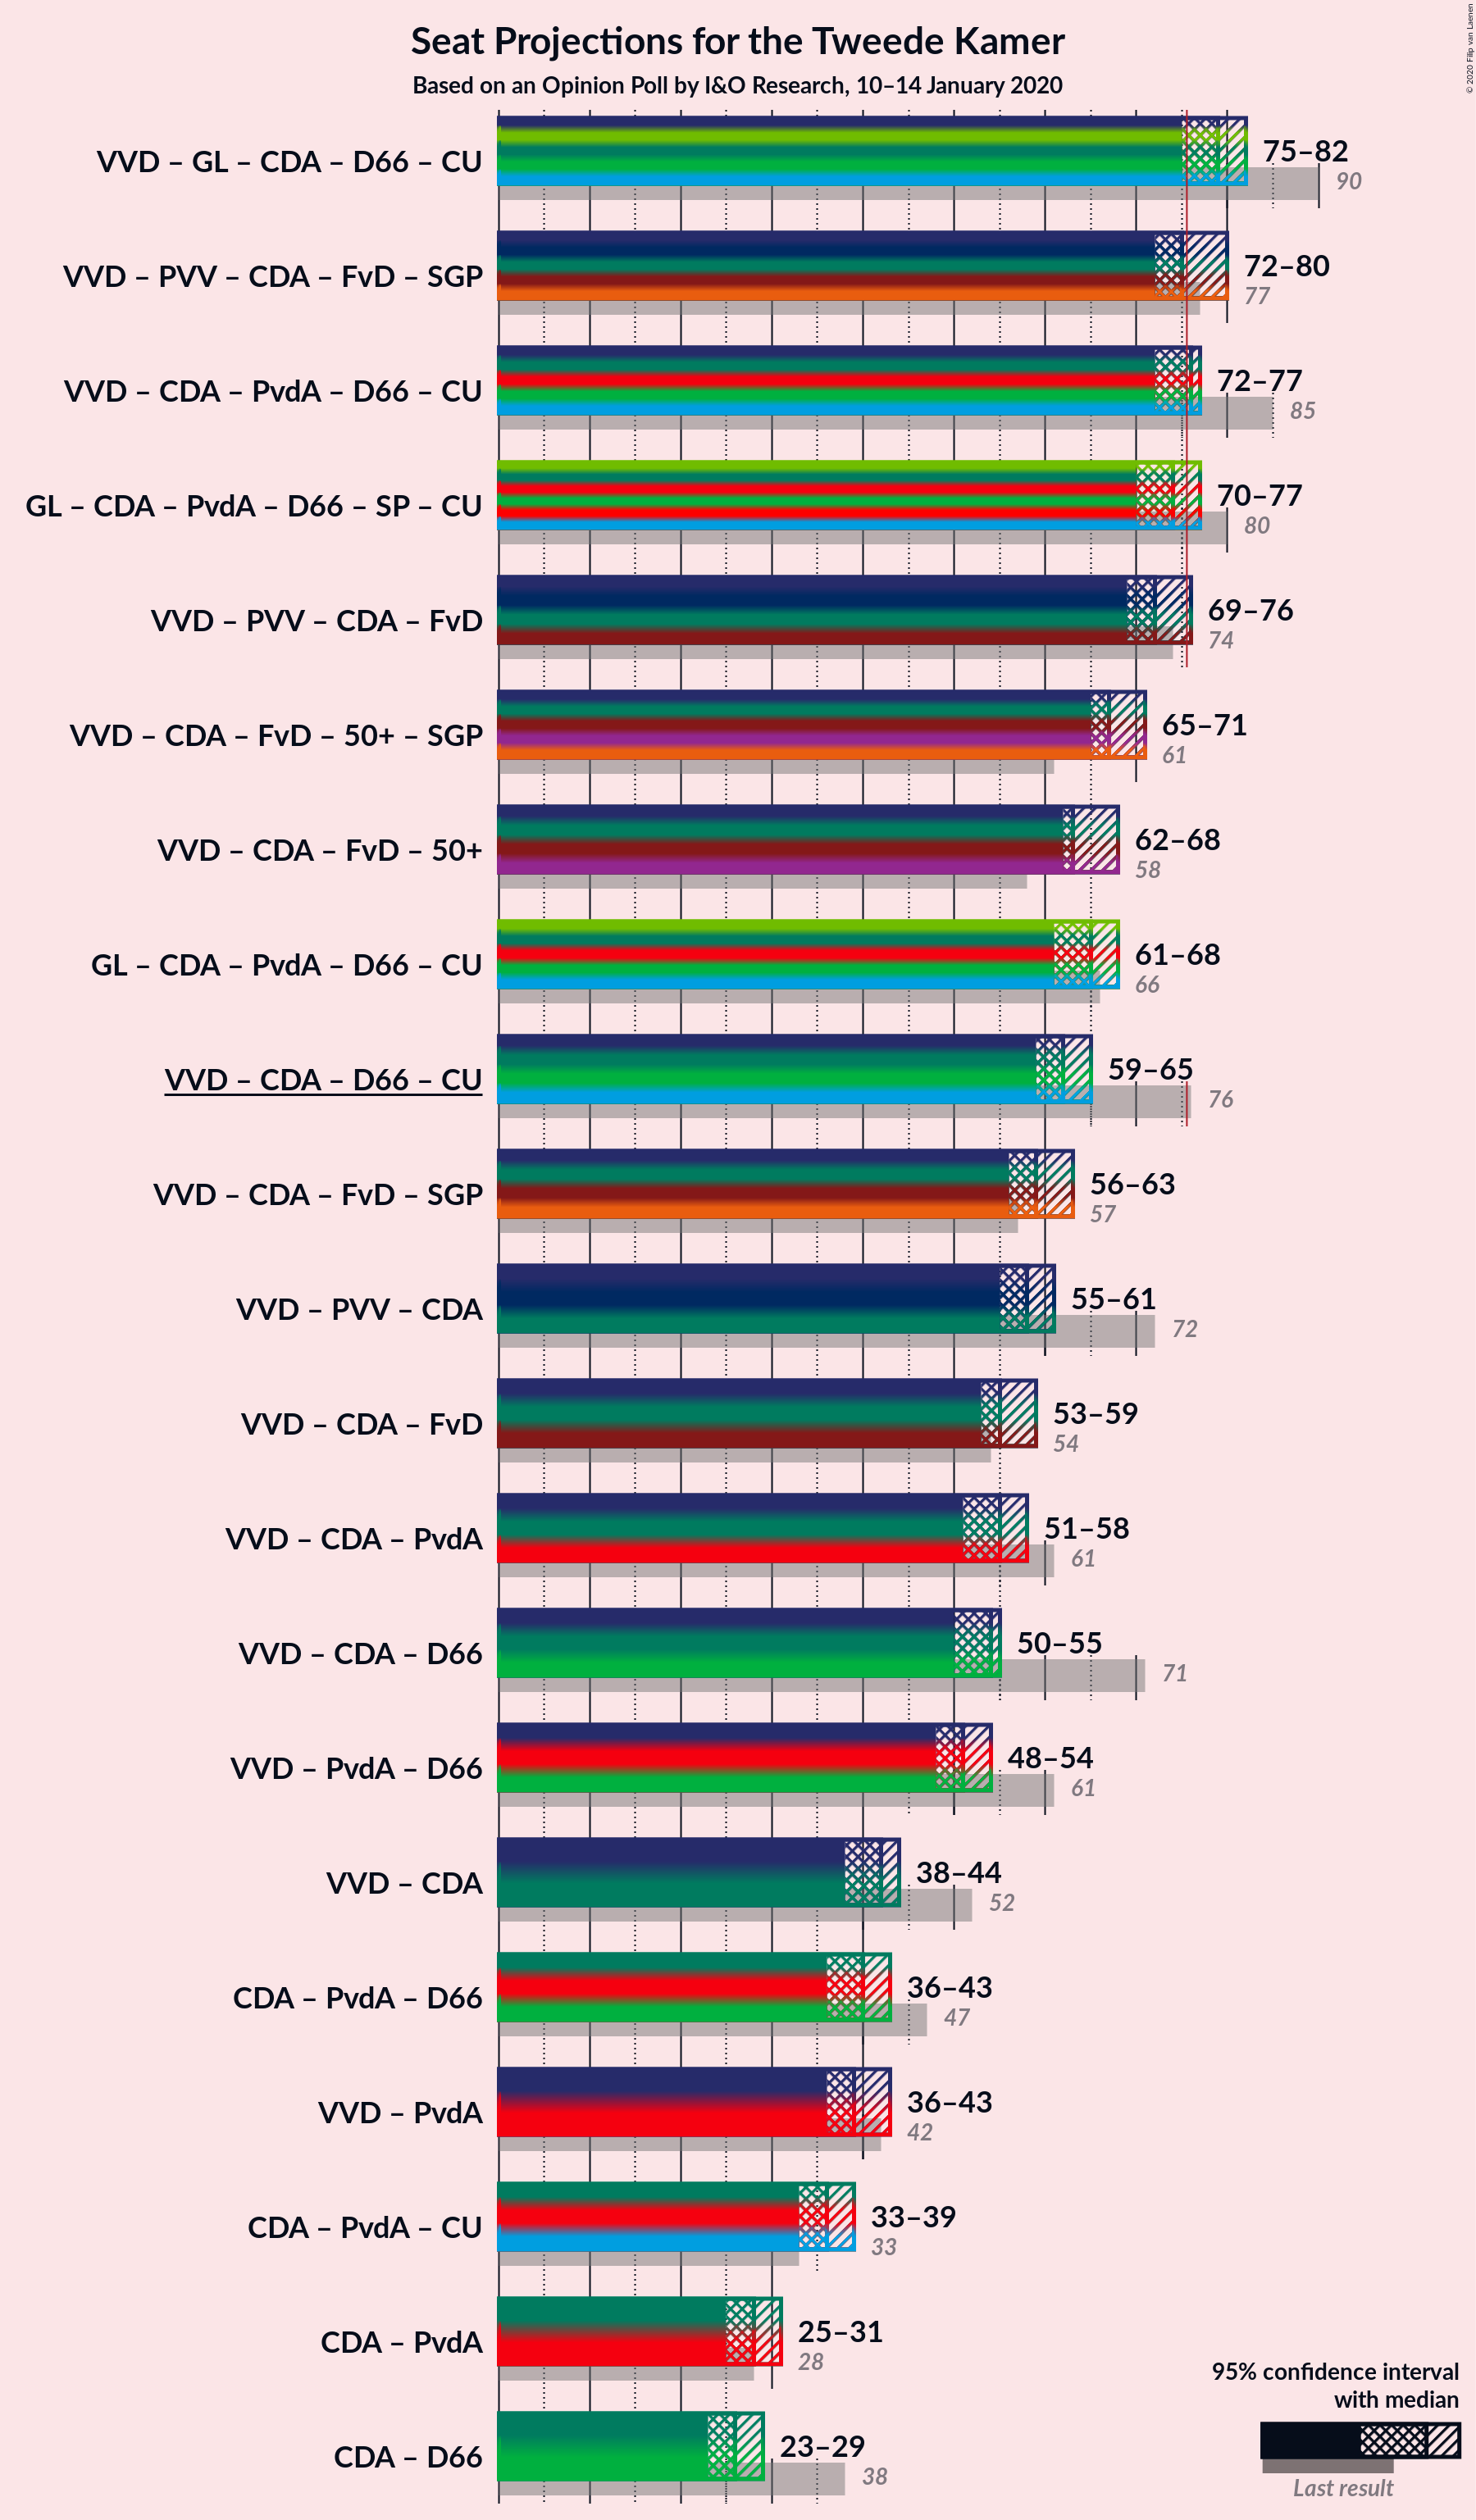 Seat Projections for the Tweede Kamer
Based on an Opinion Poll by I&O Research, 10–14 January 2020
© 2020 Filip van Laenen
VVD – GL – CDA – D66 – CU
75–82
90
VVD – PVV – CDA – FvD – SGP
72–80
77
VVD – CDA – PvdA – D66 – CU
72–77
85
GL – CDA – PvdA – D66 – SP – CU
70–77
80
VVD – PVV – CDA – FvD
69–76
74
VVD – CDA – FvD – 50+ – SGP
65–71
61
VVD – CDA – FvD – 50+
62–68
58
GL – CDA – PvdA – D66 – CU
61–68
66
VVD – CDA – D66 – CU
59–65
76
VVD – CDA – FvD – SGP
56–63
57
VVD – PVV – CDA
55–61
72
VVD – CDA – FvD
53–59
54
VVD – CDA – PvdA
51–58
61
VVD – CDA – D66
50–55
71
VVD – PvdA – D66
48–54
61
VVD – CDA
38–44
52
CDA – PvdA – D66
36–43
47
VVD – PvdA
36–43
42
CDA – PvdA – CU
33–39
33
CDA – PvdA
25–31
28
CDA – D66
23–29
38
95% confidence interval
with median
Last result